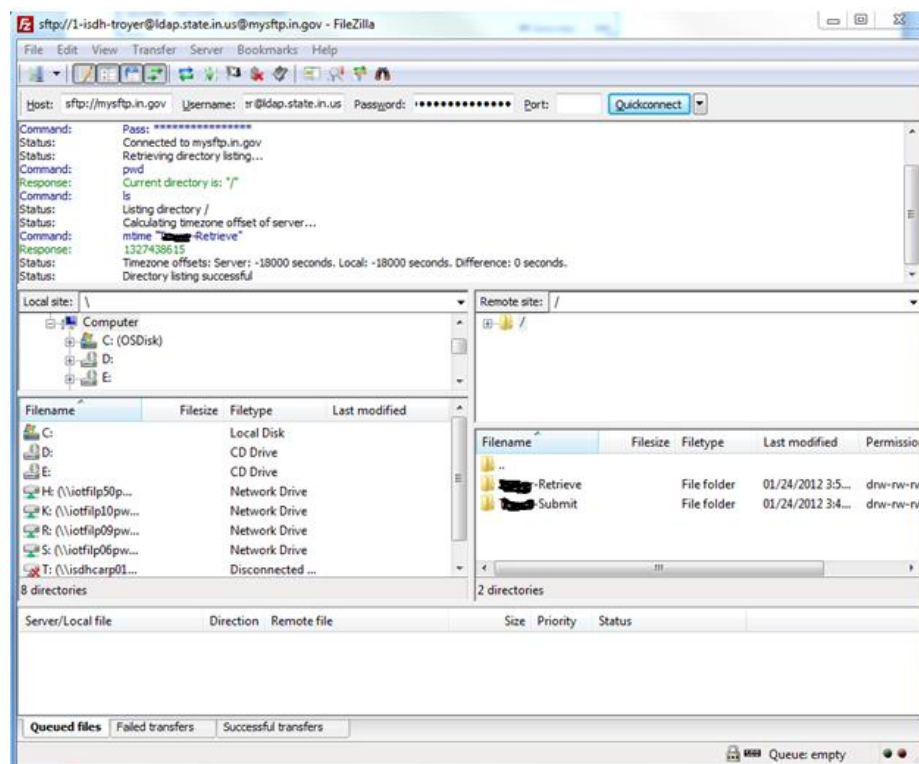 sftp://1-isdh-troyer@ldap.state.in.us@mysftp.in.gov - FileZilla
File Edit View Transfer Server Bookmarks Help
Host: sftp://mysftp.in.gov Username: :r@ldap.state.in.us Password: •••••••••••••• Port: Quickconnect
Command: Pass: ****************
Status: Connected to mysftp.in.gov
Status: Retrieving directory listing...
Command: pwd
Response: Current directory is: "/"
Command: ls
Status: Listing directory /
Status: Calculating timezone offset of server...
Command: mtime "-Retrieve"
Response: 1327438615
Status: Timezone offsets: Server: -18000 seconds. Local: -18000 seconds. Difference: 0 seconds.
Status: Directory listing successful
Local site: \
Computer
C: (OSDisk)
D:
E:
Filename Filesize Filetype Last modified
C: Local Disk
D: CD Drive
E: CD Drive
H: (\\iotfilp50p... Network Drive
K: (\\iotfilp10pw... Network Drive
R: (\\iotfilp09pw... Network Drive
S: (\\iotfilp06pw... Network Drive
T: (\\isdhcarp01... Disconnected ...
8 directories
Remote site: /
/
Filename Filesize Filetype Last modified Permissio
..
-Retrieve File folder 01/24/2012 3:5... drw-rw-rv
-Submit File folder 01/24/2012 3:4... drw-rw-rv
2 directories
Server/Local file Direction Remote file Size Priority Status
Queued files Failed transfers Successful transfers
Queue: empty